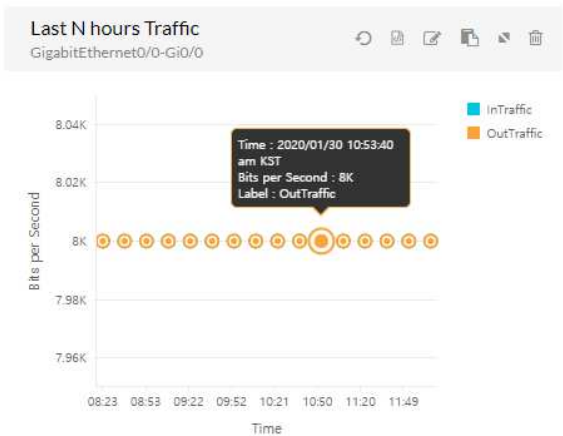 Last N hours Traffic
GigabitEthernet0/0-Gi0/0
InTraffic
OutTraffic
8.04K
8.02K
8K
7.98K
7.96K
Bits per Second
Time : 2020/01/30 10:53:40
am KST
Bits per Second : 8K
Label : OutTraffic
08:23 08:53 09:22 09:52 10:21 10:50 11:20 11:49
Time